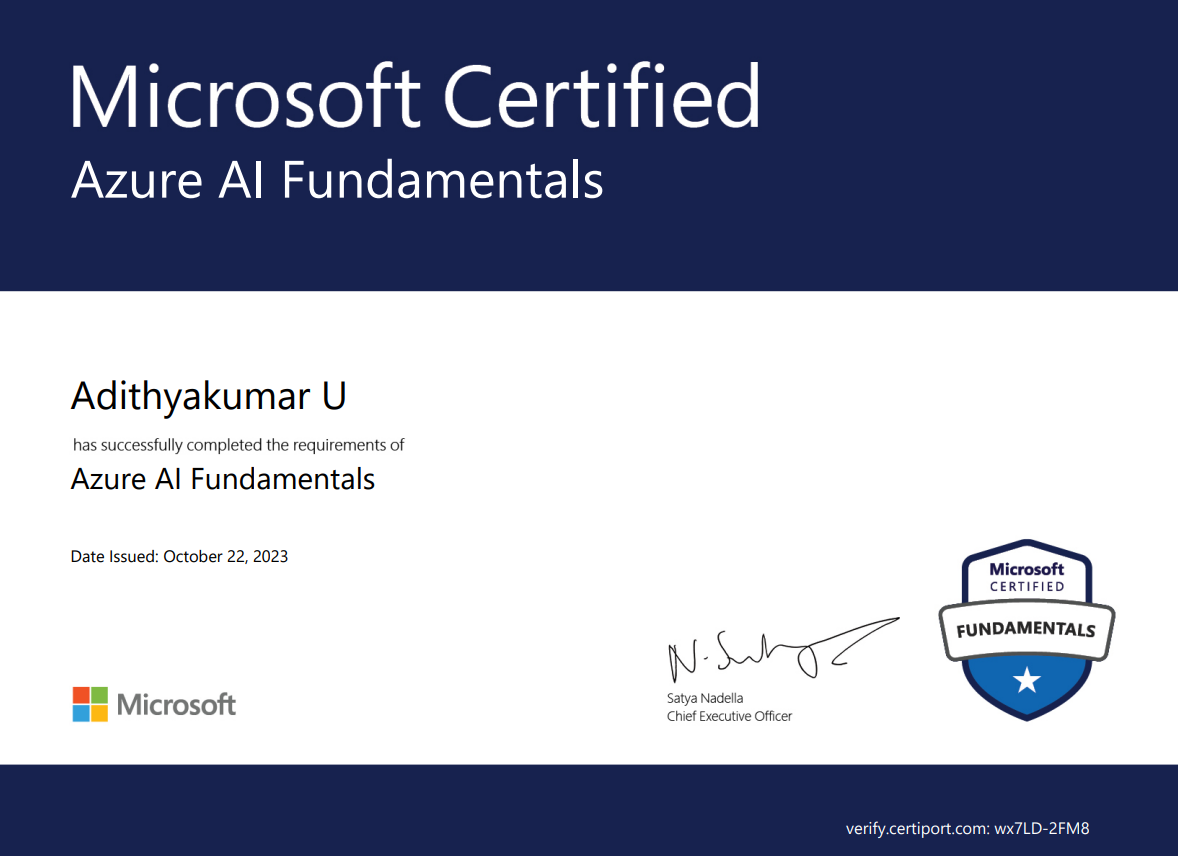 Microsoft Certified
Azure AI Fundamentals
Adithyakumar U
has successfully completed the requirements of
Azure AI Fundamentals
Date Issued: October 22, 2023
Microsoft
CERTIFIED
FUNDAMENTALS
N. Satya
Satya Nadella
Chief Executive Officer
Microsoft
verify.certiport.com: wx7LD-2FM8